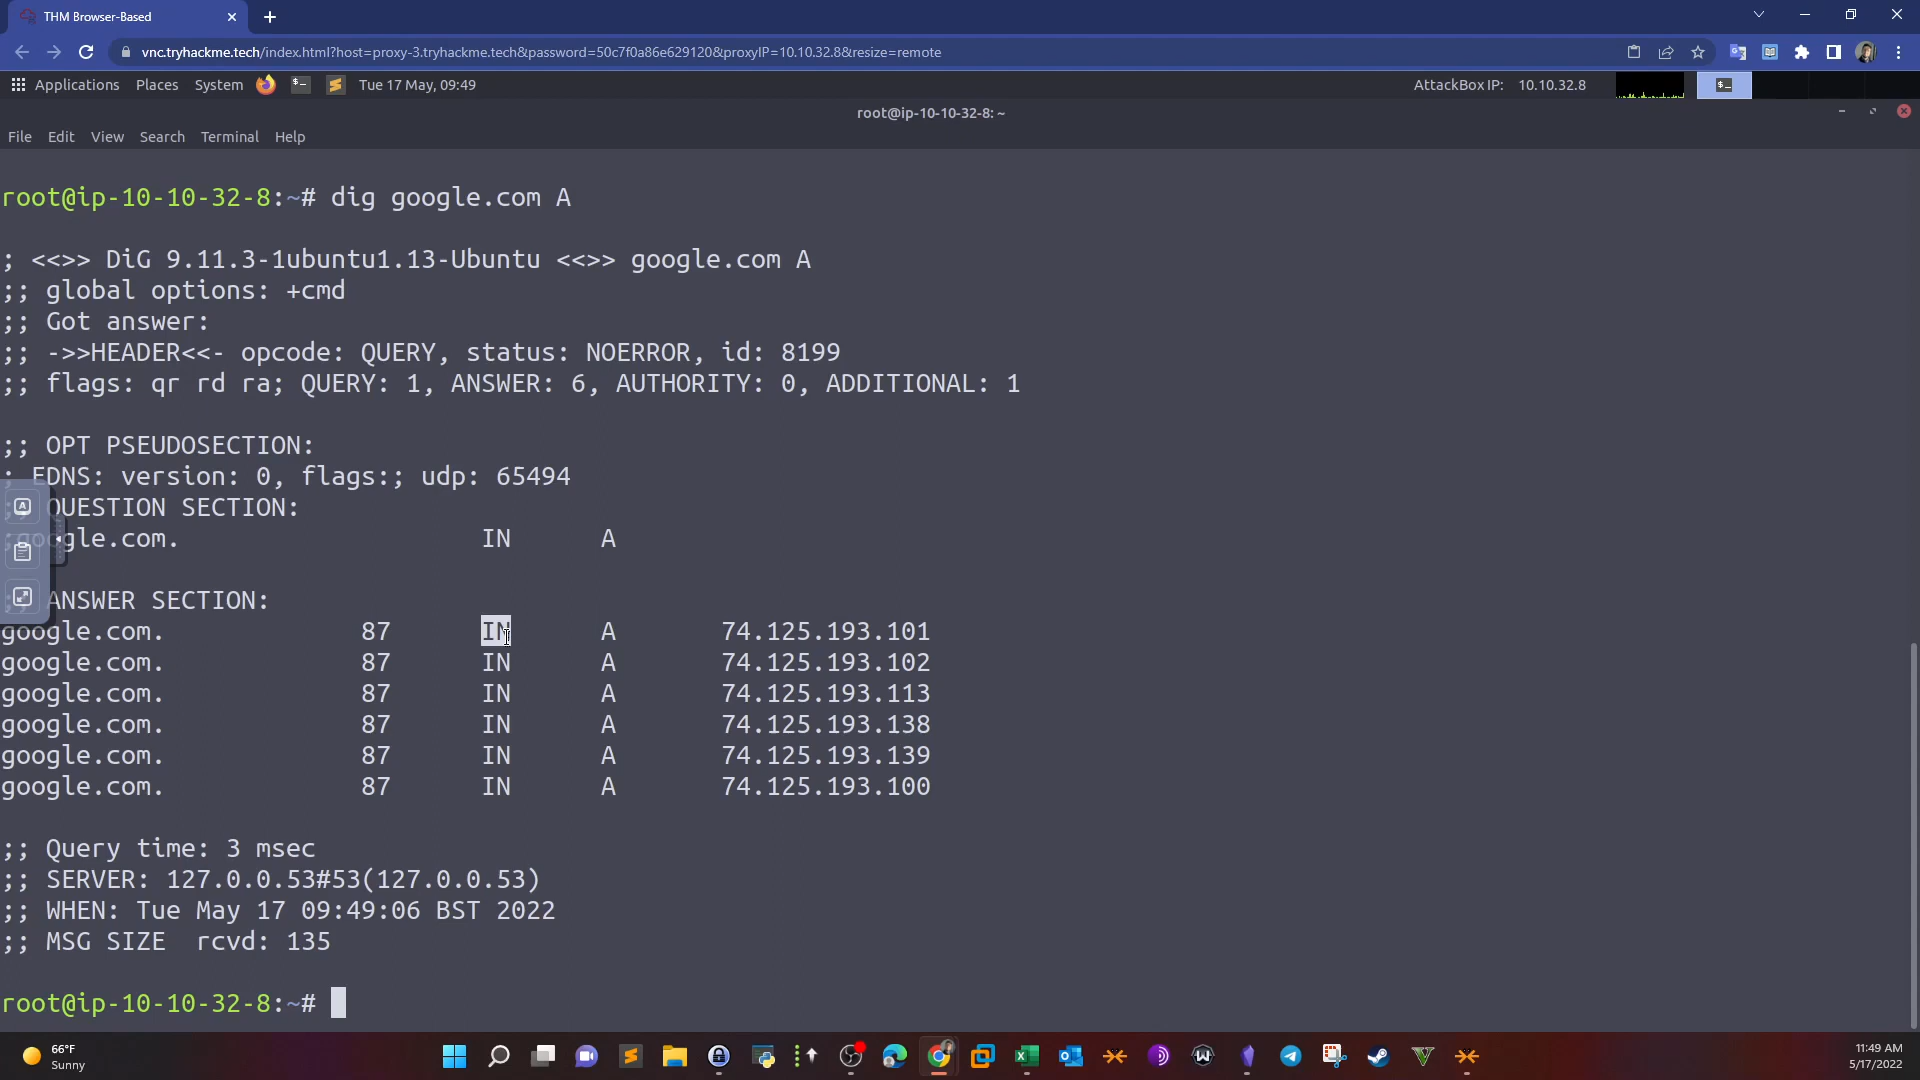 THM Browser-Based
vnc.tryhackme.tech/index.html?host=proxy-3.tryhackme.tech&password=50c7f0a86e629120&proxyIP=10.10.32.8&resize=remote
Applications Places System Tue 17 May, 09:49 AttackBox IP: 10.10.32.8
root@ip-10-10-32-8: ~
File Edit View Search Terminal Help
root@ip-10-10-32-8:~# dig google.com A
; <<>> DiG 9.11.3-1ubuntu1.13-Ubuntu <<>> google.com A
;; global options: +cmd
;; Got answer:
;; ->>HEADER<<- opcode: QUERY, status: NOERROR, id: 8199
;; flags: qr rd ra; QUERY: 1, ANSWER: 6, AUTHORITY: 0, ADDITIONAL: 1
;; OPT PSEUDOSECTION:
; EDNS: version: 0, flags:; udp: 65494
;; QUESTION SECTION:
;google.com. IN A
;; ANSWER SECTION:
google.com. 87 IN A 74.125.193.101
google.com. 87 IN A 74.125.193.102
google.com. 87 IN A 74.125.193.113
google.com. 87 IN A 74.125.193.138
google.com. 87 IN A 74.125.193.139
google.com. 87 IN A 74.125.193.100
;; Query time: 3 msec
;; SERVER: 127.0.0.53#53(127.0.0.53)
;; WHEN: Tue May 17 09:49:06 BST 2022
;; MSG SIZE rcvd: 135
root@ip-10-10-32-8:~#
66°F
Sunny
11:49 AM
5/17/2022